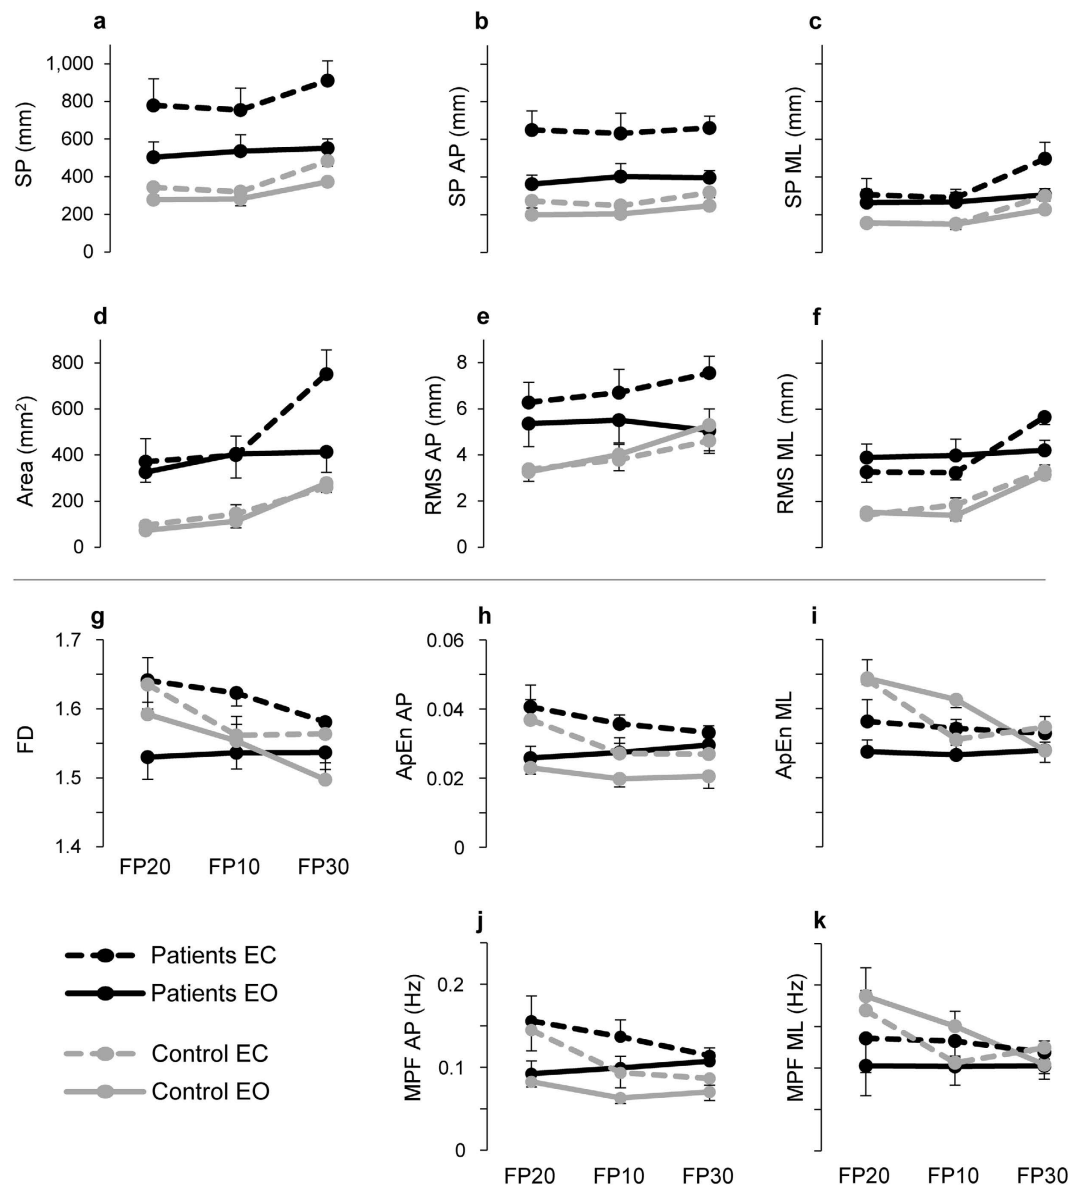 a
b
c
SP (mm)
1,000
800
600
400
200
0
SP AP (mm)
SP ML (mm)
d
e
f
Area (mm²)
800
600
400
200
0
RMS AP (mm)
8
6
4
2
0
RMS ML (mm)
g
h
i
FD
1.7
1.6
1.5
1.4
FP20 FP10 FP30
ApEn AP
0.06
0.04
0.02
0
ApEn ML
j
k
Patients EC
Patients EO
Control EC
Control EO
MPF AP (Hz)
0.2
0.1
0
FP20 FP10 FP30
MPF ML (Hz)
FP20 FP10 FP30